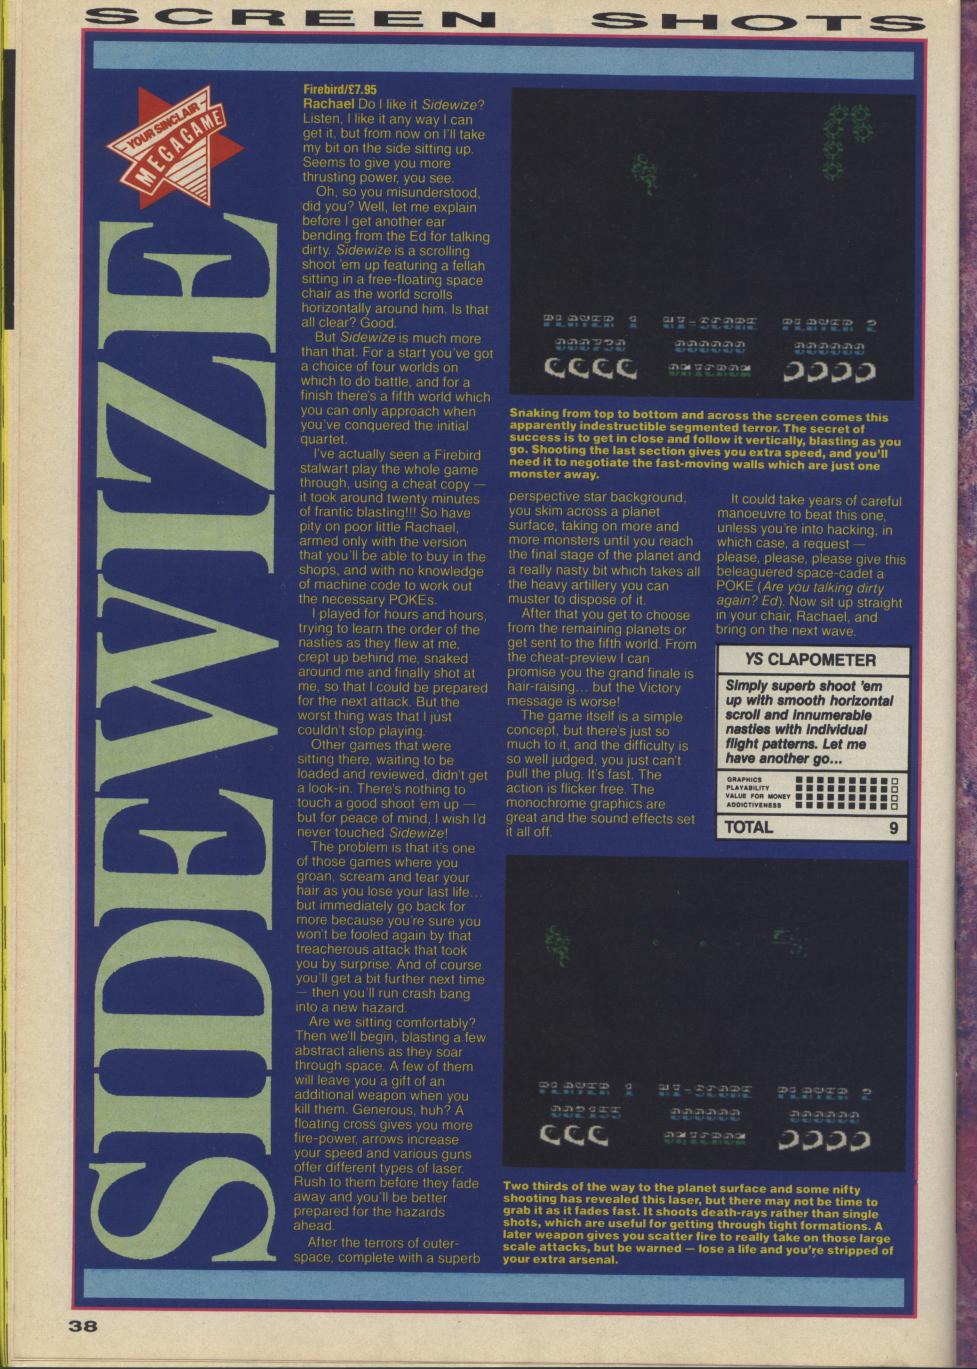 SCREEN SHOTS
YOUR SINCLAIR
MEGAGAME
SIDEWIZE
Firebird/£7.95
Rachael Do I like it Sidewize?
Listen, I like it any way I can
get it, but from now on I'll take
my bit on the side sitting up.
Seems to give you more
thrusting power, you see.
Oh, so you misunderstood,
did you? Well, let me explain
before I get another ear
bending from the Ed for talking
dirty. Sidewize is a scrolling
shoot 'em up featuring a fellah
sitting in a free-floating space
chair as the world scrolls
horizontally around him. Is that
all clear? Good.
But Sidewize is much more
than that. For a start you've got
a choice of four worlds on
which to do battle, and for a
finish there's a fifth world which
you can only approach when
you've conquered the initial
quartet.
I've actually seen a Firebird
stalwart play the whole game
through, using a cheat copy —
it took around twenty minutes
of frantic blasting!!! So have
pity on poor little Rachael,
armed only with the version
that you'll be able to buy in the
shops, and with no knowledge
of machine code to work out
the necessary POKEs.
I played for hours and hours,
trying to learn the order of the
nasties as they flew at me,
crept up behind me, snaked
around me and finally shot at
me, so that I could be prepared
for the next attack. But the
worst thing was that I just
couldn't stop playing.
Other games that were
sitting there, waiting to be
loaded and reviewed, didn't get
a look-in. There's nothing to
touch a good shoot 'em up —
but for peace of mind, I wish I'd
never touched Sidewize!
The problem is that it's one
of those games where you
groan, scream and tear your
hair as you lose your last life...
but immediately go back for
more because you're sure you
won't be fooled again by that
treacherous attack that took
you by surprise. And of course
you'll get a bit further next time
— then you'll run crash bang
into a new hazard.
Are we sitting comfortably?
Then we'll begin, blasting a few
abstract aliens as they soar
through space. A few of them
will leave you a gift of an
additional weapon when you
kill them. Generous, huh? A
floating cross gives you more
fire-power, arrows increase
your speed and various guns
offer different types of laser.
Rush to them before they fade
away and you'll be better
prepared for the hazards
ahead.
After the terrors of outer-
space, complete with a superb
PLAYER 1 HI-SCORE PLAYER 2
000750 000000 000000
Snaking from top to bottom and across the screen comes this
apparently indestructible segmented terror. The secret of
success is to get in close and follow it vertically, blasting as you
go. Shooting the last section gives you extra speed, and you'll
need it to negotiate the fast-moving walls which are just one
monster away.
perspective star background,
you skim across a planet
surface, taking on more and
more monsters until you reach
the final stage of the planet and
a really nasty bit which takes all
the heavy artillery you can
muster to dispose of it.
After that you get to choose
from the remaining planets or
get sent to the fifth world. From
the cheat-preview I can
promise you the grand finale is
hair-raising... but the Victory
message is worse!
The game itself is a simple
concept, but there's just so
much to it, and the difficulty is
so well judged, you just can't
pull the plug. It's fast. The
action is flicker free. The
monochrome graphics are
great and the sound effects set
it all off.
It could take years of careful
manoeuvre to beat this one,
unless you're into hacking, in
which case, a request —
please, please, please give this
beleaguered space-cadet a
POKE (Are you talking dirty
again? Ed). Now sit up straight
in your chair, Rachael, and
bring on the next wave.
YS CLAPOMETER
Simply superb shoot 'em
up with smooth horizontal
scroll and innumerable
nasties with individual
flight patterns. Let me
have another go...
GRAPHICS
PLAYABILITY
VALUE FOR MONEY
ADDICTIVENESS
TOTAL 9
PLAYER 1 HI-SCORE PLAYER 2
002155 000000 000000
Two thirds of the way to the planet surface and some nifty
shooting has revealed this laser, but there may not be time to
grab it as it fades fast. It shoots death-rays rather than single
shots, which are useful for getting through tight formations. A
later weapon gives you scatter fire to really take on those large
scale attacks, but be warned — lose a life and you're stripped of
your extra arsenal.
38